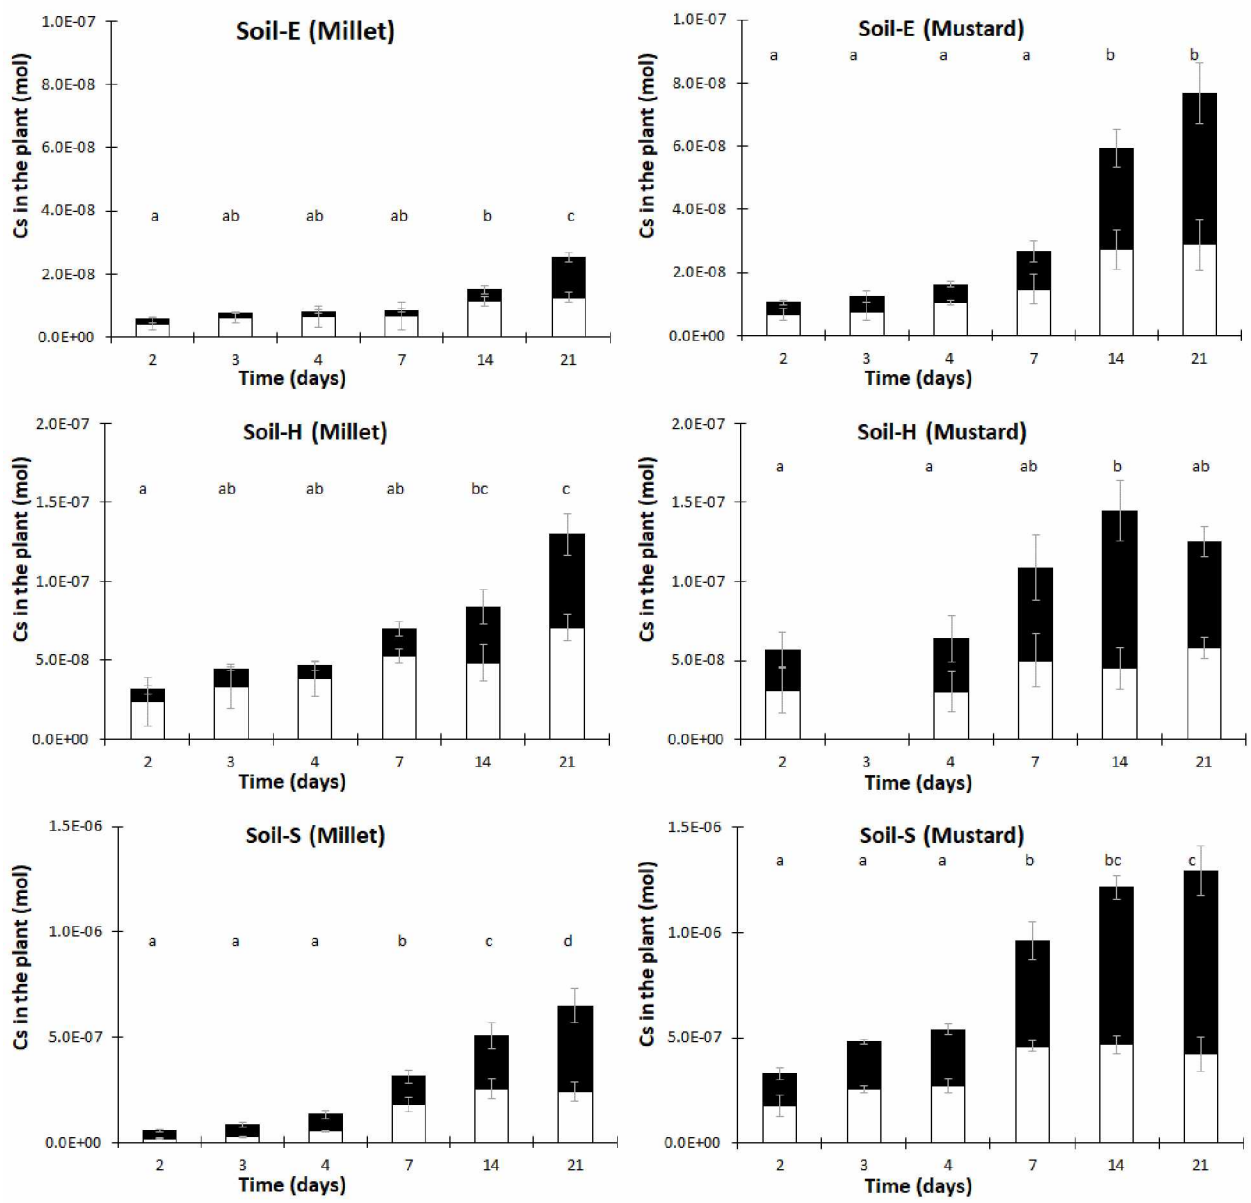 Soil-E (Millet)
Cs in the plant (mol)
1.0E-07
8.0E-08
6.0E-08
4.0E-08
2.0E-08
0.0E+00
a ab ab ab b c
2 3 4 7 14 21
Time (days)
Soil-E (Mustard)
Cs in the plant (mol)
1.0E-07
8.0E-08
6.0E-08
4.0E-08
2.0E-08
0.0E+00
a a a a b b
2 3 4 7 14 21
Time (days)
Soil-H (Millet)
Cs in the plant (mol)
2.0E-07
1.5E-07
1.0E-07
5.0E-08
0.0E+00
a ab ab ab bc c
2 3 4 7 14 21
Time (days)
Soil-H (Mustard)
Cs in the plant (mol)
2.0E-07
1.5E-07
1.0E-07
5.0E-08
0.0E+00
a a ab b ab
2 3 4 7 14 21
Time (days)
Soil-S (Millet)
Cs in the plant (mol)
1.5E-06
1.0E-06
5.0E-07
0.0E+00
a a a b c d
2 3 4 7 14 21
Time (days)
Soil-S (Mustard)
Cs in the plant (mol)
1.5E-06
1.0E-06
5.0E-07
0.0E+00
a a a b bc c
2 3 4 7 14 21
Time (days)